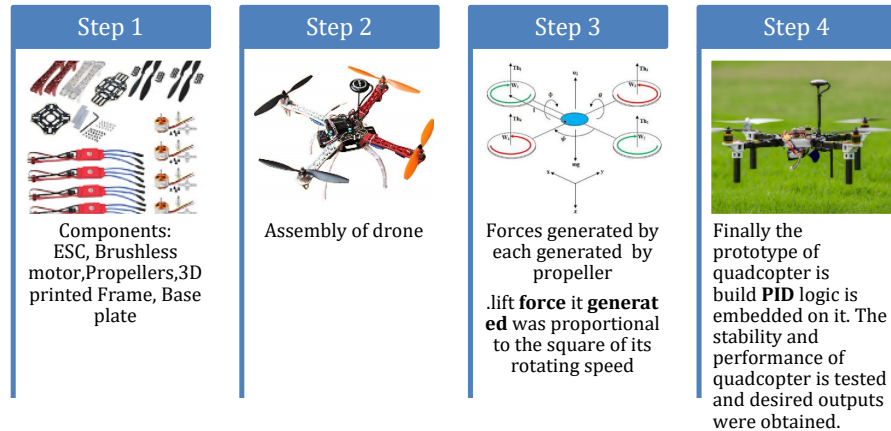 Step 1
Components:
ESC, Brushless
motor,Propellers,3D
printed Frame, Base
plate
Step 2
Assembly of drone
Step 3
Forces generated by
each generated by
propeller
.lift force it generat
ed was proportional
to the square of its
rotating speed
Step 4
Finally the
prototype of
quadcopter is
build PID logic is
embedded on it. The
stability and
performance of
quadcopter is tested
and desired outputs
were obtained.